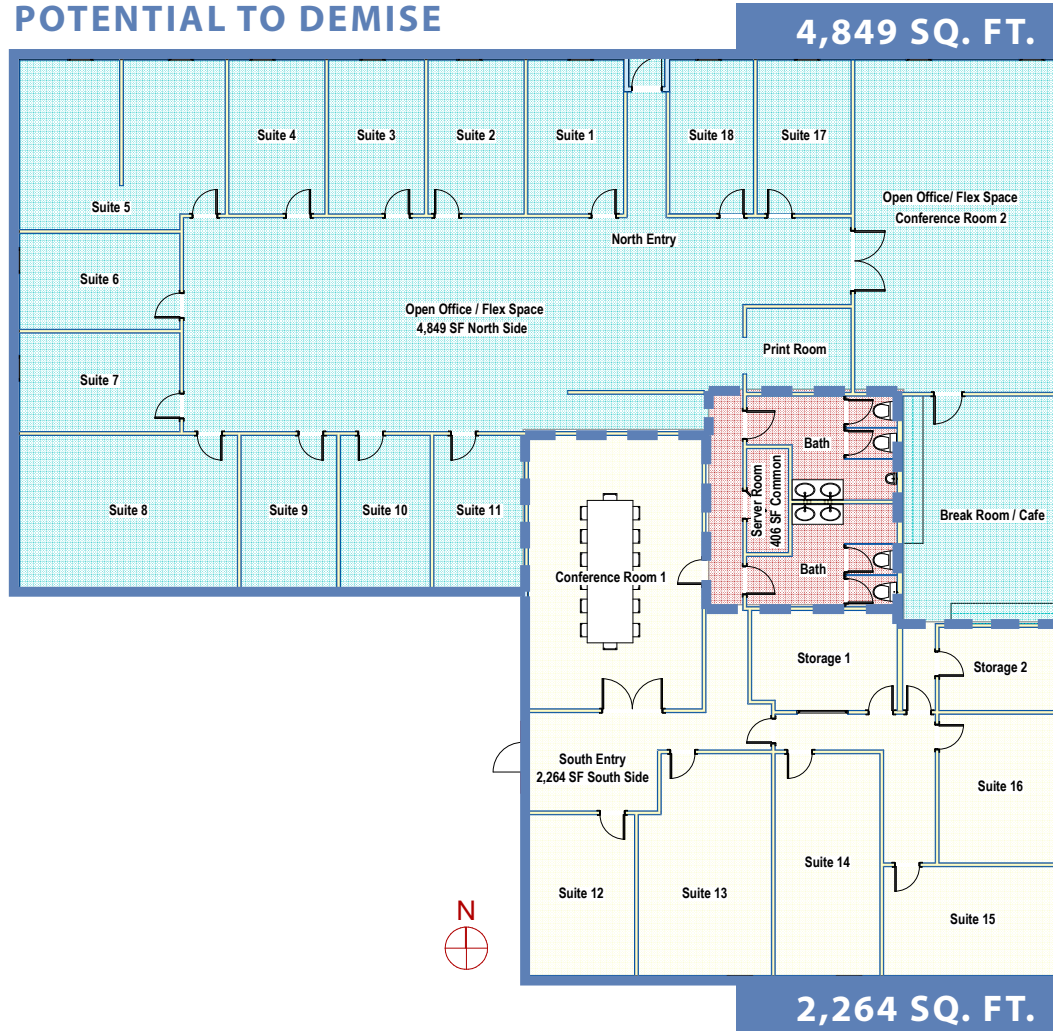 POTENTIAL TO DEMISE
4,849 SQ. FT.
Suite 4
Suite 3
Suite 2
Suite 1
Suite 18
Suite 17
Suite 5
Open Office/ Flex Space
Conference Room 2
North Entry
Suite 6
Open Office / Flex Space
4,849 SF North Side
Print Room
Suite 7
Bath
Server Room
406 SF Common
Suite 8
Suite 9
Suite 10
Suite 11
Break Room / Cafe
Conference Room 1
Bath
Storage 1
Storage 2
South Entry
2,264 SF South Side
Suite 16
Suite 14
Suite 12
Suite 13
Suite 15
N
2,264 SQ. FT.